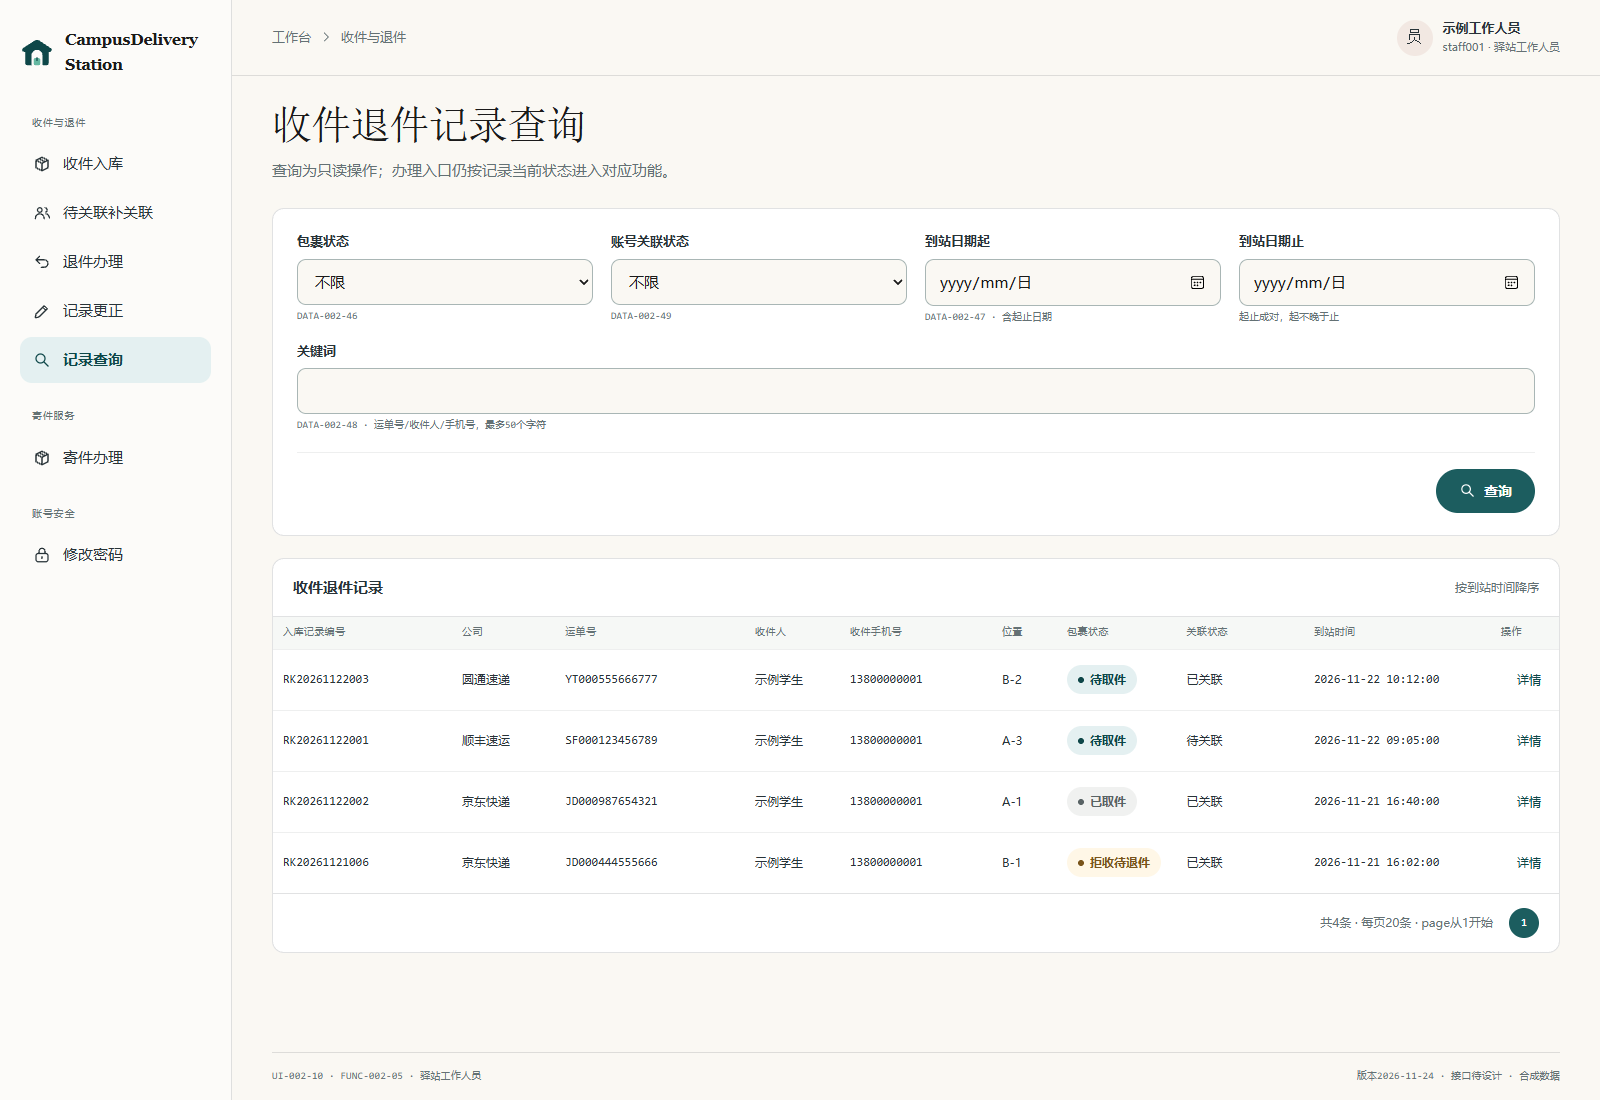 CampusDelivery
Station
收件与退件
收件入库
待关联补关联
退件办理
记录更正
记录查询
寄件服务
寄件办理
账号安全
修改密码
工作台 > 收件与退件
员
示例工作人员
staff001 · 驿站工作人员
收件退件记录查询
查询为只读操作；办理入口仍按记录当前状态进入对应功能。
包裹状态 账号关联状态 到站日期起 到站日期止
不限 不限 yyyy/mm/日 yyyy/mm/日
DATA-002-46 DATA-002-49 DATA-002-47 · 含起止日期 起止成对，起不晚于止
关键词
DATA-002-48 · 运单号/收件人/手机号，最多50个字符
查询
收件退件记录 按到站时间降序
入库记录编号 公司 运单号 收件人 收件手机号 位置 包裹状态 关联状态 到站时间 操作
RK20261122003 圆通速递 YT000555666777 示例学生 13800000001 B-2 待取件 已关联 2026-11-22 10:12:00 详情
RK20261122001 顺丰速运 SF000123456789 示例学生 13800000001 A-3 待取件 待关联 2026-11-22 09:05:00 详情
RK20261122002 京东快递 JD000987654321 示例学生 13800000001 A-1 已取件 已关联 2026-11-21 16:40:00 详情
RK20261121006 京东快递 JD000444555666 示例学生 13800000001 B-1 拒收待退件 已关联 2026-11-21 16:02:00 详情
共4条 · 每页20条 · page从1开始 1
UI-002-10 · FUNC-002-05 · 驿站工作人员 版本2026-11-24 · 接口待设计 · 合成数据